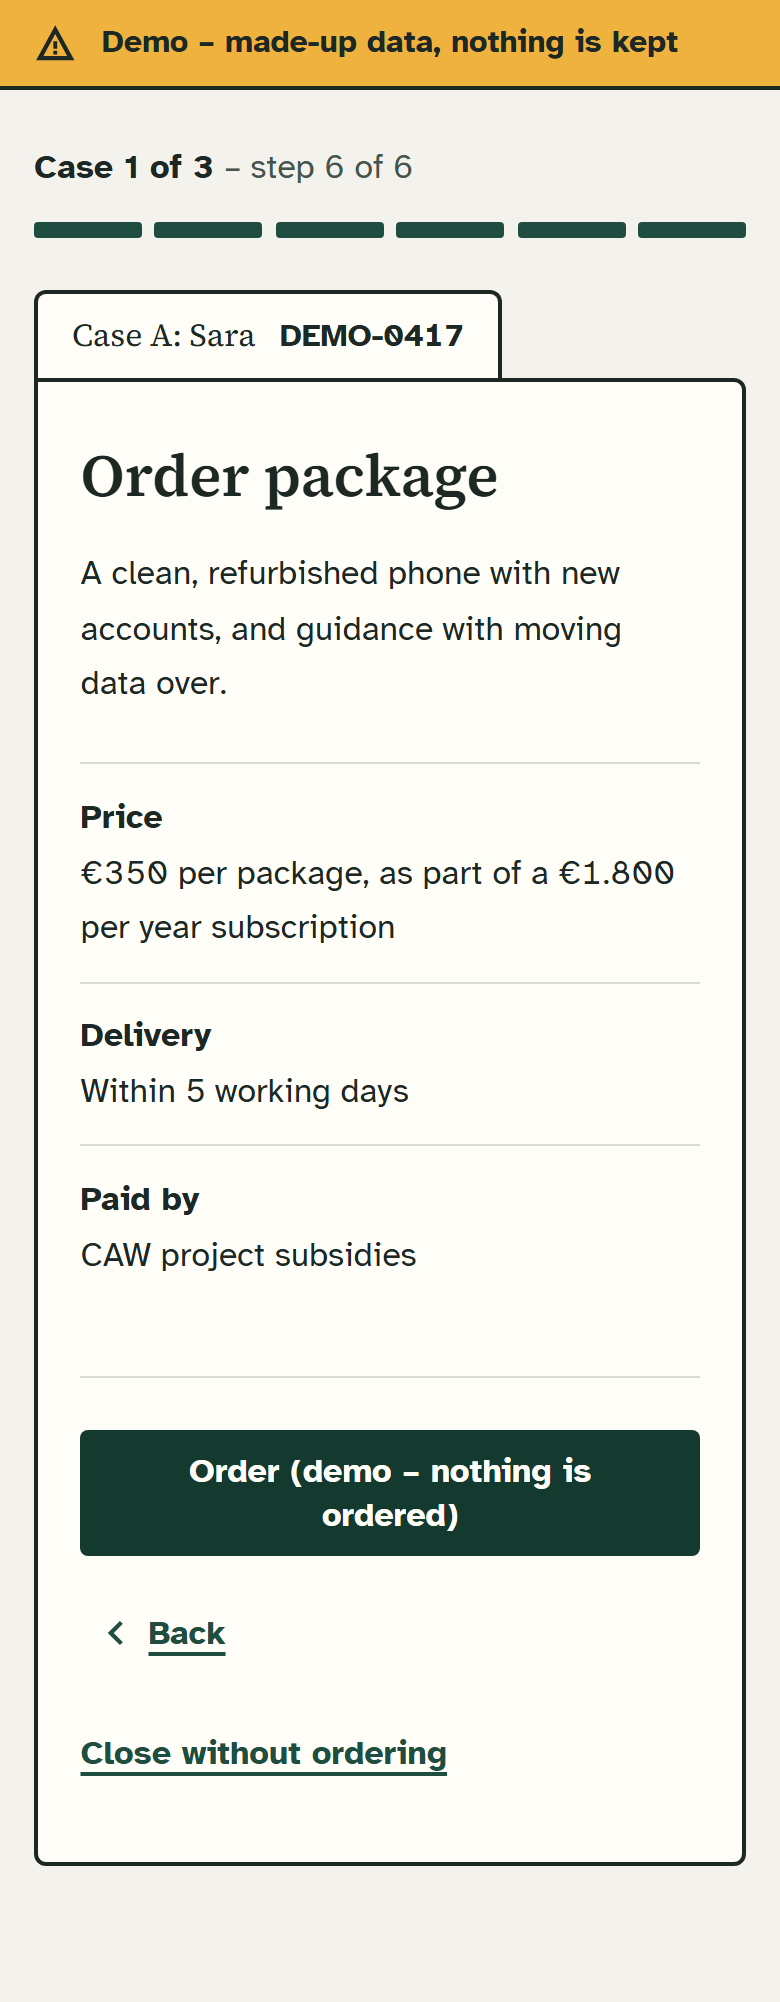 Demo – made-up data, nothing is kept
Case 1 of 3 – step 6 of 6
Case A: Sara DEMO-0417
Order package
A clean, refurbished phone with new
accounts, and guidance with moving
data over.
Price
€350 per package, as part of a €1.800
per year subscription
Delivery
Within 5 working days
Paid by
CAW project subsidies
Order (demo – nothing is
ordered)
Back
Close without ordering